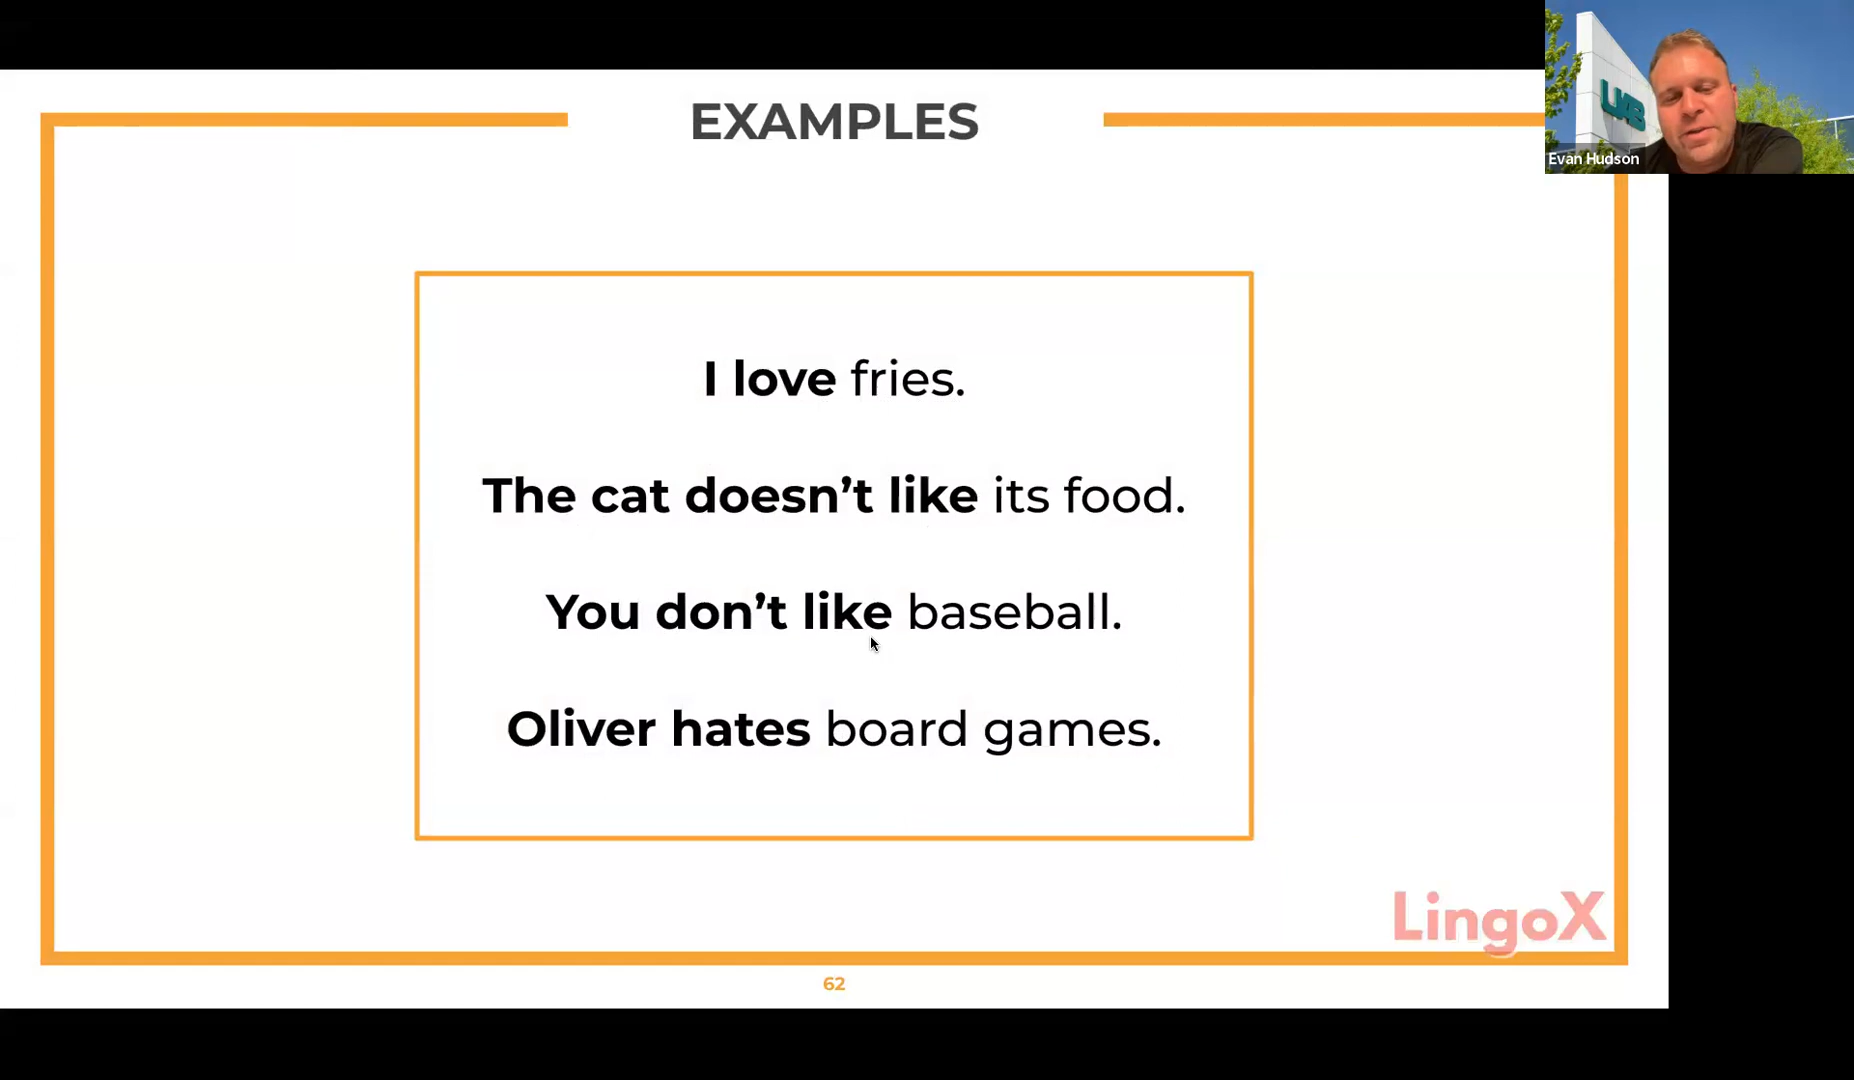 EXAMPLES
UAB
Evan Hudson
I love fries.
The cat doesn’t like its food.
You don’t like baseball.
Oliver hates board games.
LingoX
62